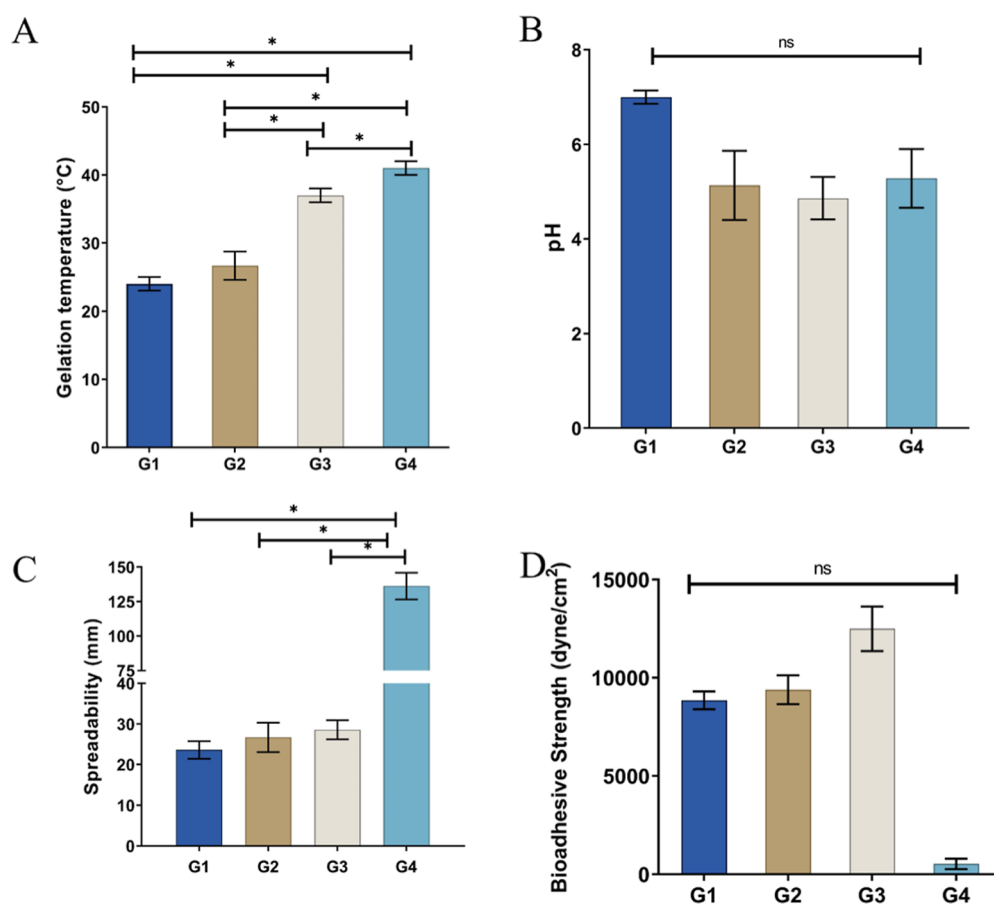 A
*
*
*
*
*
Gelation temperature (°C)
50
40
30
20
10
0
G1 G2 G3 G4
B
ns
pH
8
6
4
2
0
G1 G2 G3 G4
C
*
*
*
Spreadability (mm)
150
125
100
75
40
30
20
10
0
G1 G2 G3 G4
D
ns
Bioadhesive Strength (dyne/cm²)
15000
10000
5000
0
G1 G2 G3 G4